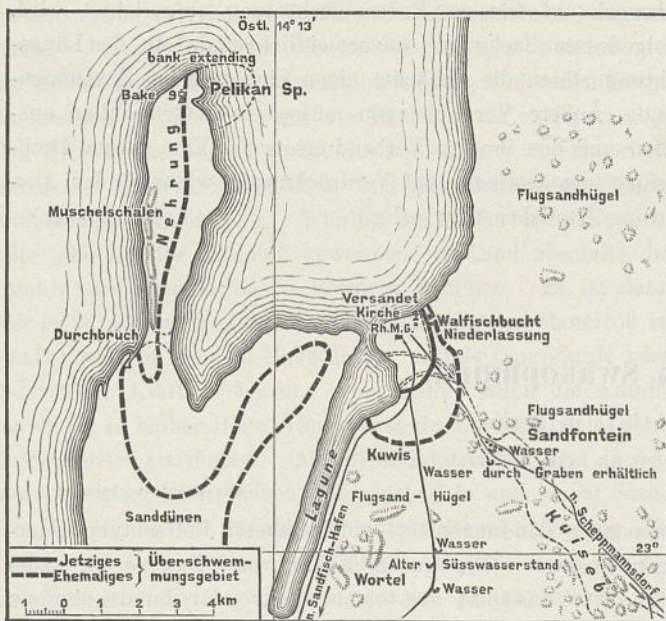 Östl. 14° 13'
bank extending
Bake 9
Pelikan Sp.
Nehrung
Muschelschalen
Flugsandhügel
Versandet
Kirche
Rh.M.G.
Walfischbucht
Niederlassung
Durchbruch
Flugsandhügel
Sandfontein
Kuwis
Wasser
Wasser durch Graben erhältlich
Lagune
Flugsand-Hügel
Sanddünen
n. Scheppmannsdorf
Kuiseb
23°
n. Sandfisch-Hafen
Wasser
Alter Süsswasserstand
Wortel
Wasser
Jetziges } Überschwem-
Ehemaliges } mungsgebiet
1 0 1 2 3 4 km